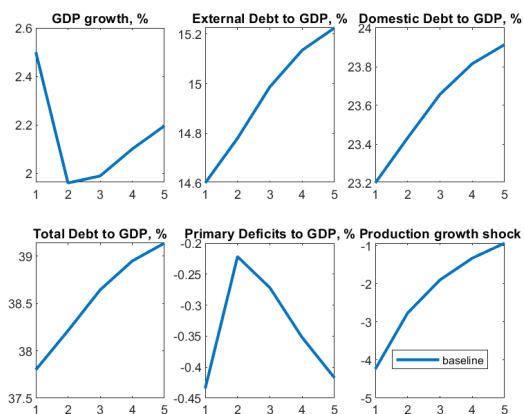 GDP growth, %
2.6
2.4
2.2
2
1 2 3 4 5
External Debt to GDP, %
15.2
15
14.8
14.6
1 2 3 4 5
Domestic Debt to GDP, %
24
23.8
23.6
23.4
23.2
1 2 3 4 5
Total Debt to GDP, %
39
38.5
38
37.5
1 2 3 4 5
Primary Deficits to GDP, %
-0.2
-0.25
-0.3
-0.35
-0.4
-0.45
1 2 3 4 5
Production growth shock
-1
-2
-3
-4
-5
1 2 3 4 5
baseline